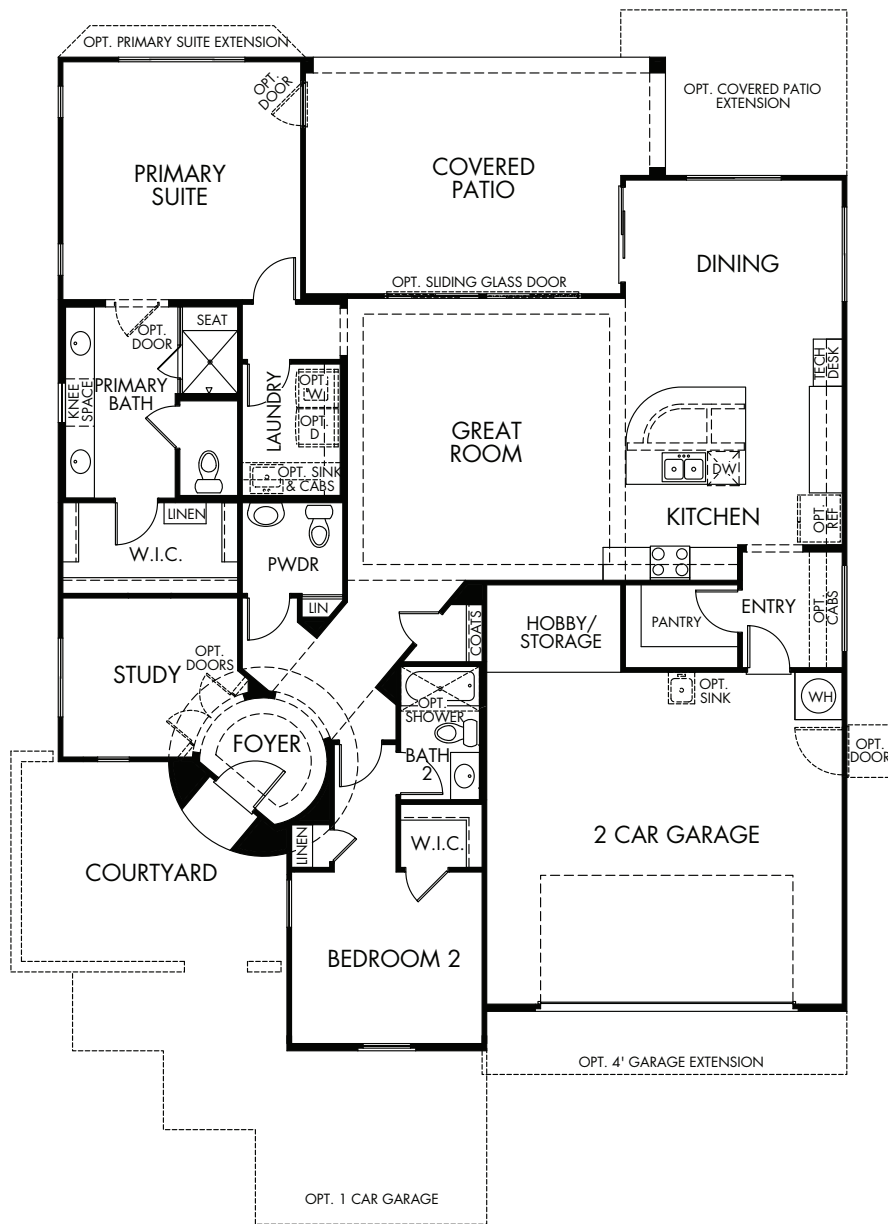 OPT. PRIMARY SUITE EXTENSION
OPT.
DOOR
OPT. COVERED PATIO
EXTENSION
PRIMARY
SUITE
COVERED
PATIO
DINING
OPT. SLIDING GLASS DOOR
SEAT
OPT.
DOOR
TECH
DESK
KNEE
SPACE
PRIMARY
BATH
LAUNDRY
OPT.
W
OPT.
D
GREAT
ROOM
OPT. SINK
& CABS
DW
LINEN
KITCHEN
OPT.
REF
W.I.C.
PWDR
LIN
COATS
HOBBY/
STORAGE
PANTRY
ENTRY
OPT.
CABS
STUDY
OPT.
DOORS
OPT.
SHOWER
OPT.
SINK
WH
FOYER
BATH
2
OPT.
DOOR
LINEN
W.I.C.
2 CAR GARAGE
COURTYARD
BEDROOM 2
OPT. 4' GARAGE EXTENSION
OPT. 1 CAR GARAGE